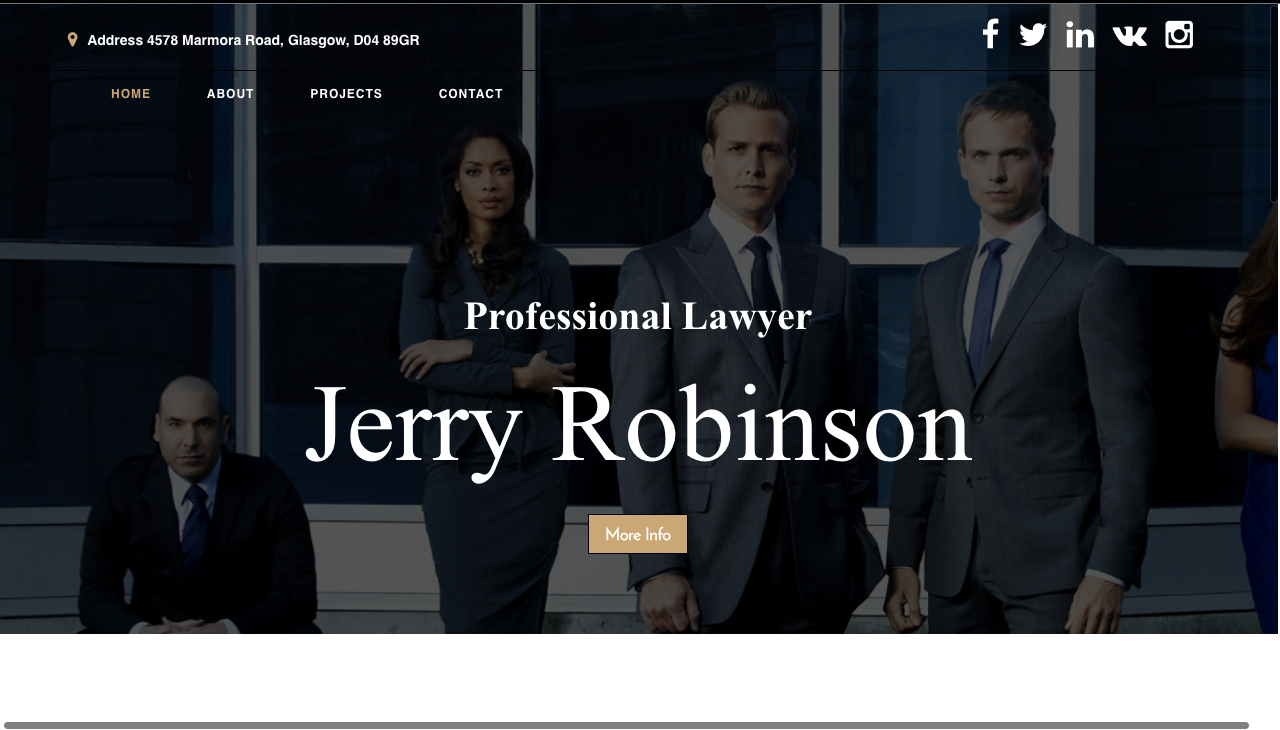 Address 4578 Marmora Road, Glasgow, D04 89GR
HOME ABOUT PROJECTS CONTACT
Professional Lawyer
Jerry Robinson
More Info